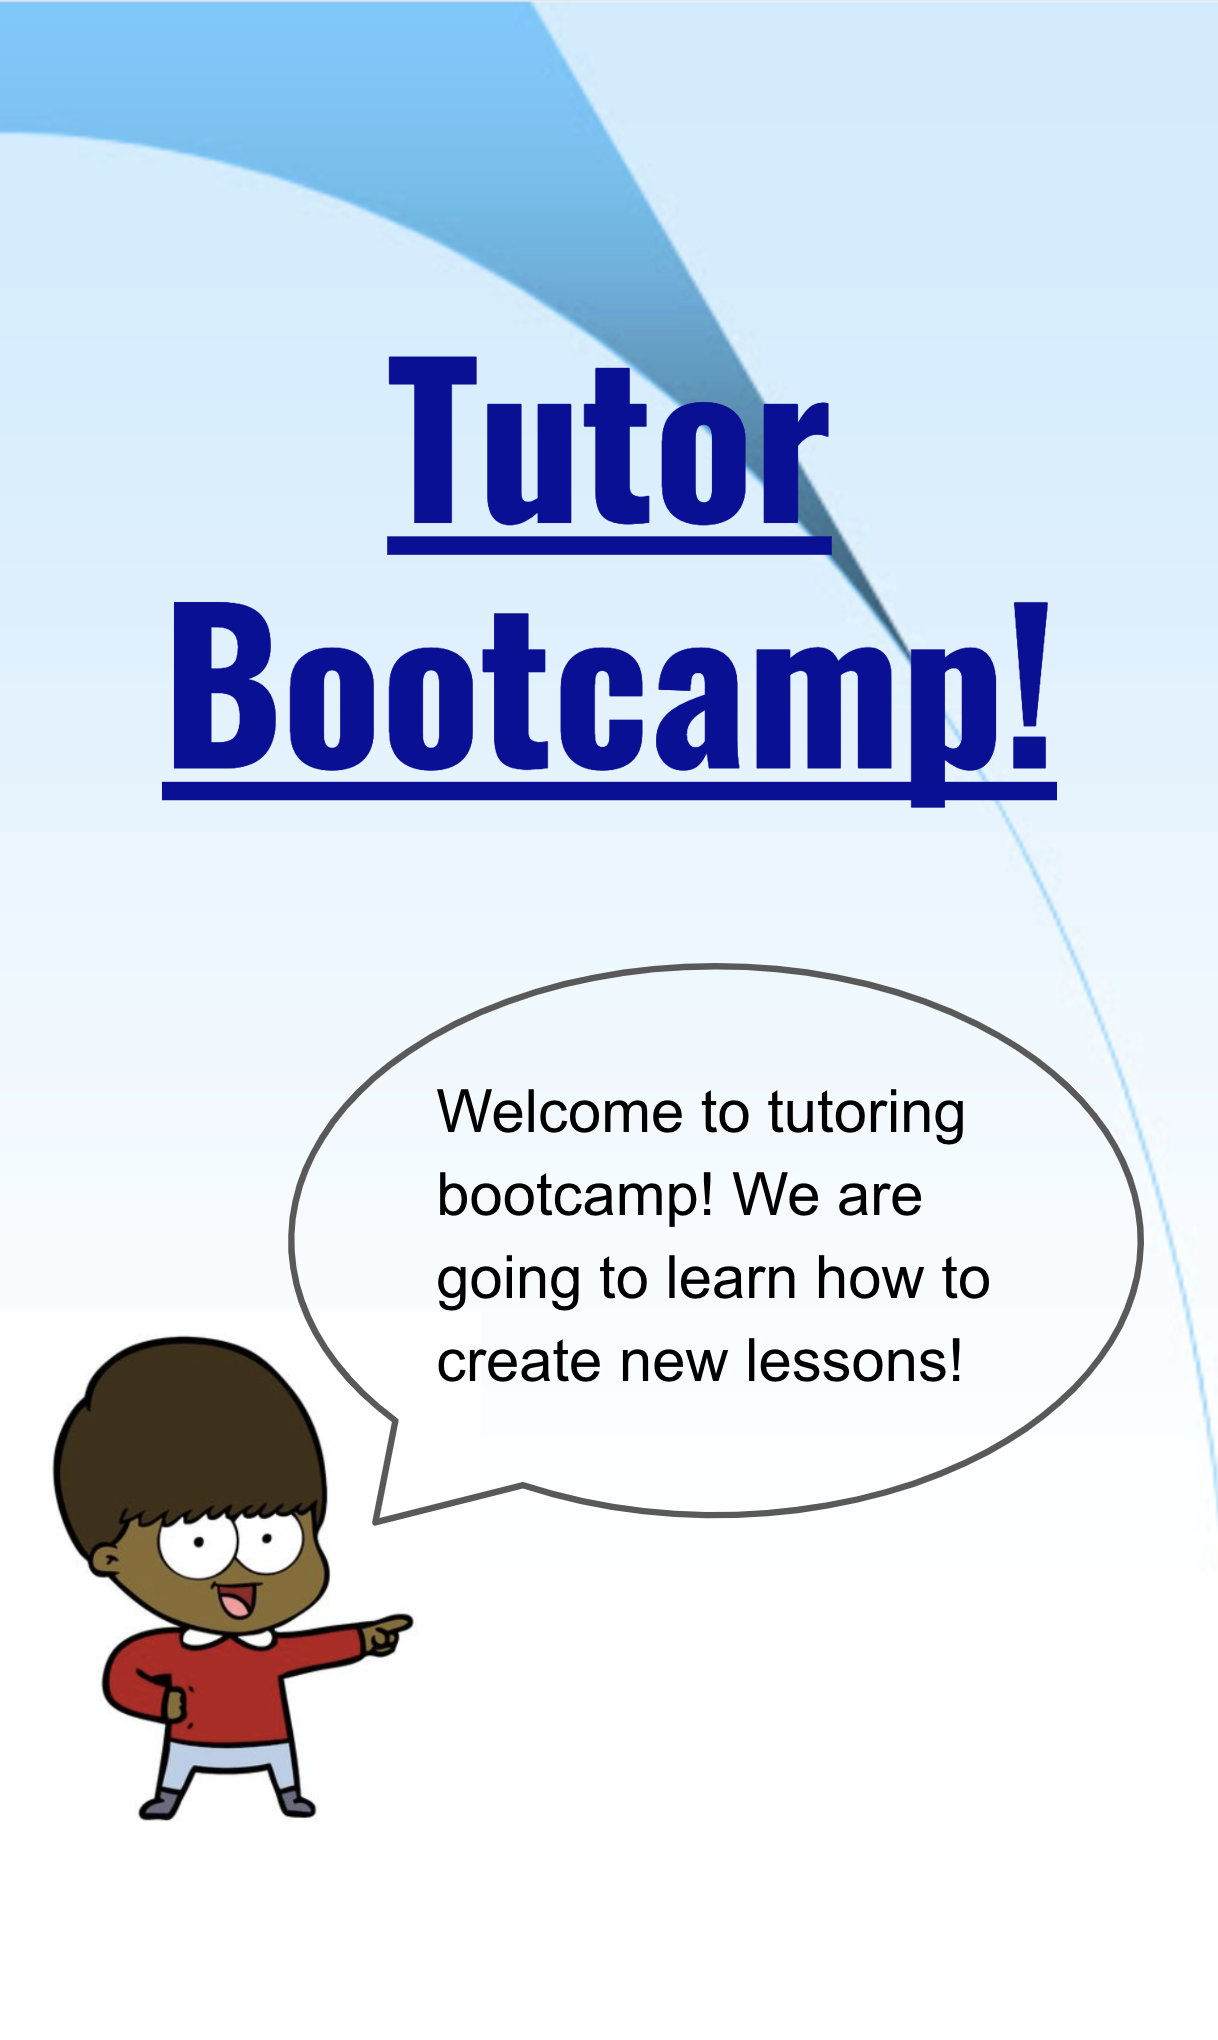 Tutor
Bootcamp!
Welcome to tutoring
bootcamp! We are
going to learn how to
create new lessons!